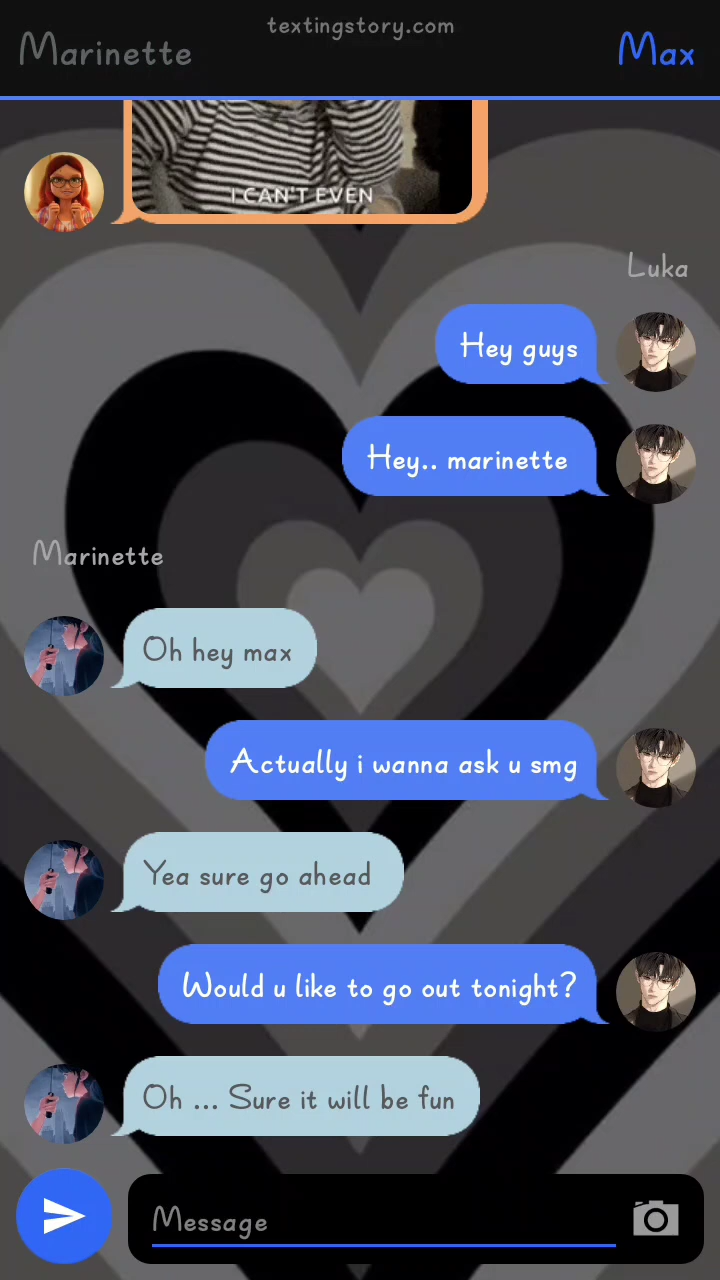 textingstory.com
Marinette
Max
I CAN'T EVEN
Luka
Hey guys
Hey.. marinette
Marinette
Oh hey max
Actually i wanna ask u smg
Yea sure go ahead
Would u like to go out tonight?
Oh ... Sure it will be fun
Message